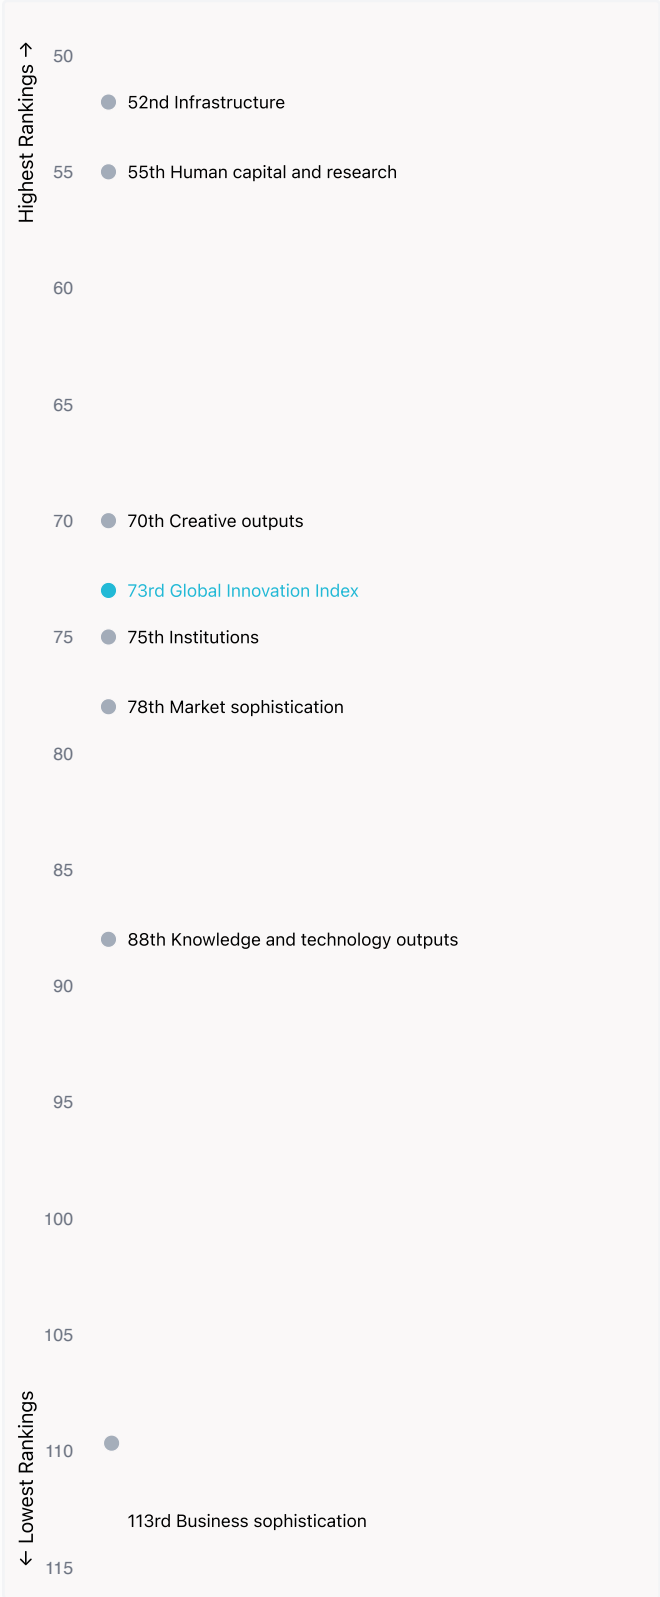 Highest Rankings →
50
52nd Infrastructure
55
55th Human capital and research
60
65
70
70th Creative outputs
73rd Global Innovation Index
75
75th Institutions
78th Market sophistication
80
85
88th Knowledge and technology outputs
90
95
100
105
← Lowest Rankings
110
113rd Business sophistication
115